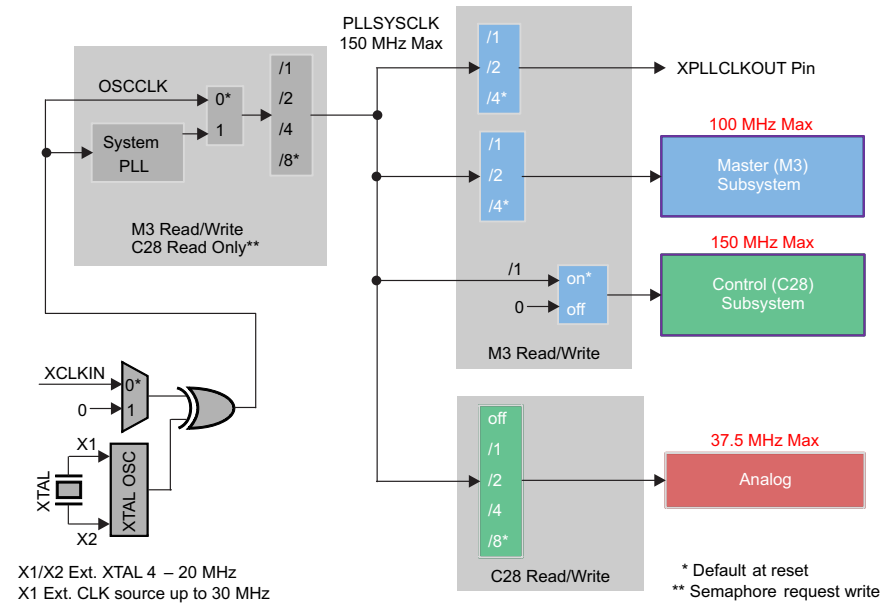 PLLSYSCLK
150 MHz Max
OSCCLK
0*
1
System
PLL
/1
/2
/4
/8*
M3 Read/Write
C28 Read Only**
/1
/2
/4*
XPLLCLKOUT Pin
/1
/2
/4*
100 MHz Max
Master (M3)
Subsystem
/1
0
on*
off
150 MHz Max
Control (C28)
Subsystem
M3 Read/Write
XCLKIN
0
0*
1
X1
XTAL
X2
XTAL OSC
off
/1
/2
/4
/8*
37.5 MHz Max
Analog
C28 Read/Write
X1/X2 Ext. XTAL 4 – 20 MHz
X1 Ext. CLK source up to 30 MHz
* Default at reset
** Semaphore request write